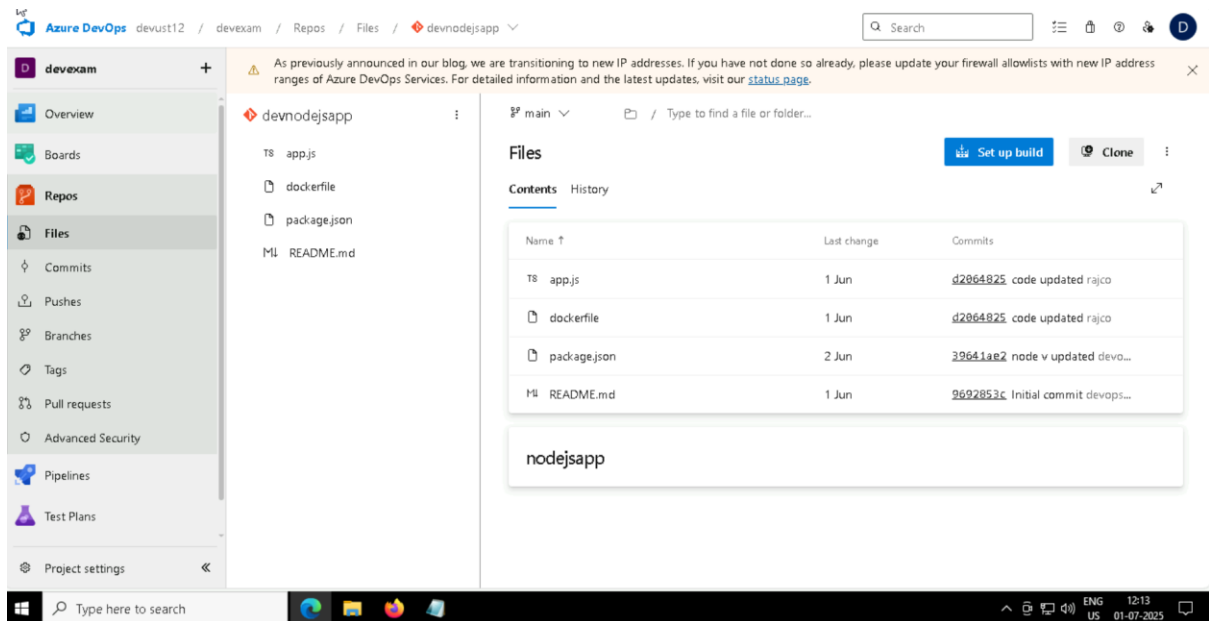 Azure DevOps devust12 / devexam / Repos / Files / devnodejsapp
Search
D
D devexam +
As previously announced in our blog, we are transitioning to new IP addresses. If you have not done so already, please update your firewall allowlists with new IP address
ranges of Azure DevOps Services. For detailed information and the latest updates, visit our status page.
Overview
Boards
Repos
Files
Commits
Pushes
Branches
Tags
Pull requests
Advanced Security
Pipelines
Test Plans
Project settings
devnodejsapp
TS app.js
dockerfile
package.json
M↓ README.md
main
/ Type to find a file or folder...
Files
Set up build
Clone
Contents History
Name ↑ Last change Commits
TS app.js 1 Jun d2064825 code updated rajco
dockerfile 1 Jun d2064825 code updated rajco
package.json 2 Jun 39641ae2 node v updated devo...
M↓ README.md 1 Jun 9692853c Initial commit devops...
nodejsapp
Type here to search
ENG
US
12:13
01-07-2025